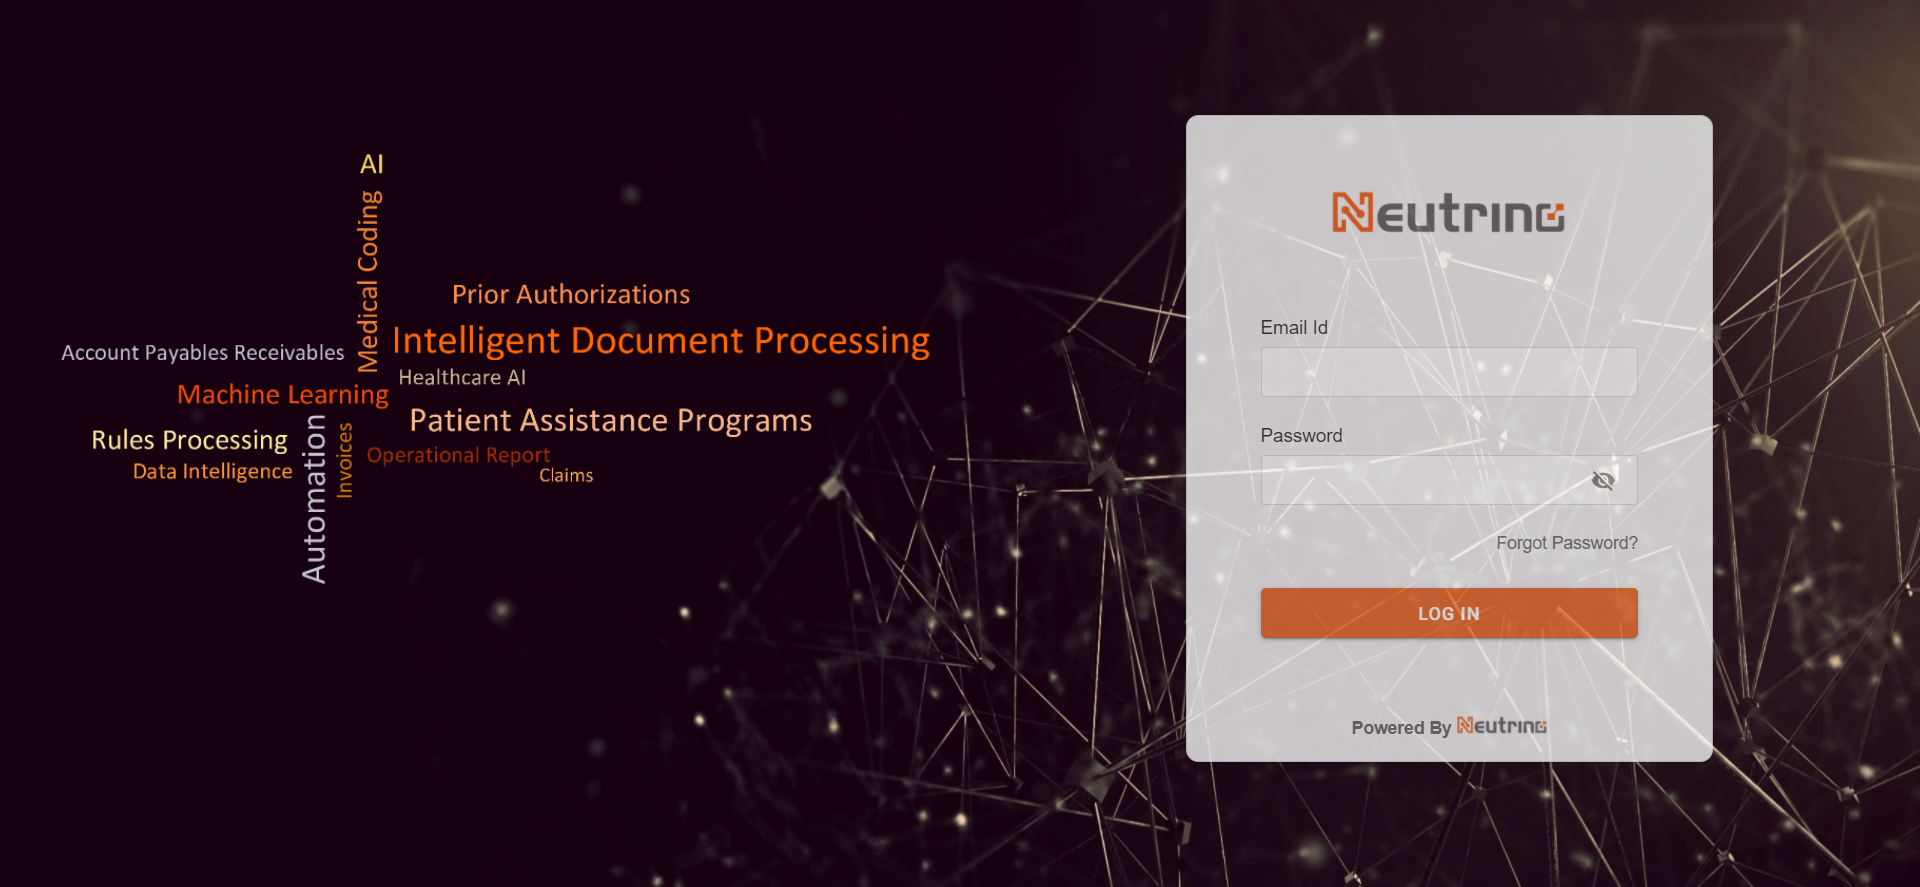 AI
Medical Coding
Prior Authorizations
Intelligent Document Processing
Account Payables Receivables
Healthcare AI
Machine Learning
Patient Assistance Programs
Rules Processing
Automation
Invoices
Operational Report
Data Intelligence
Claims
Neutrino
Email Id
Password
Forgot Password?
LOG IN
Powered By Neutrino